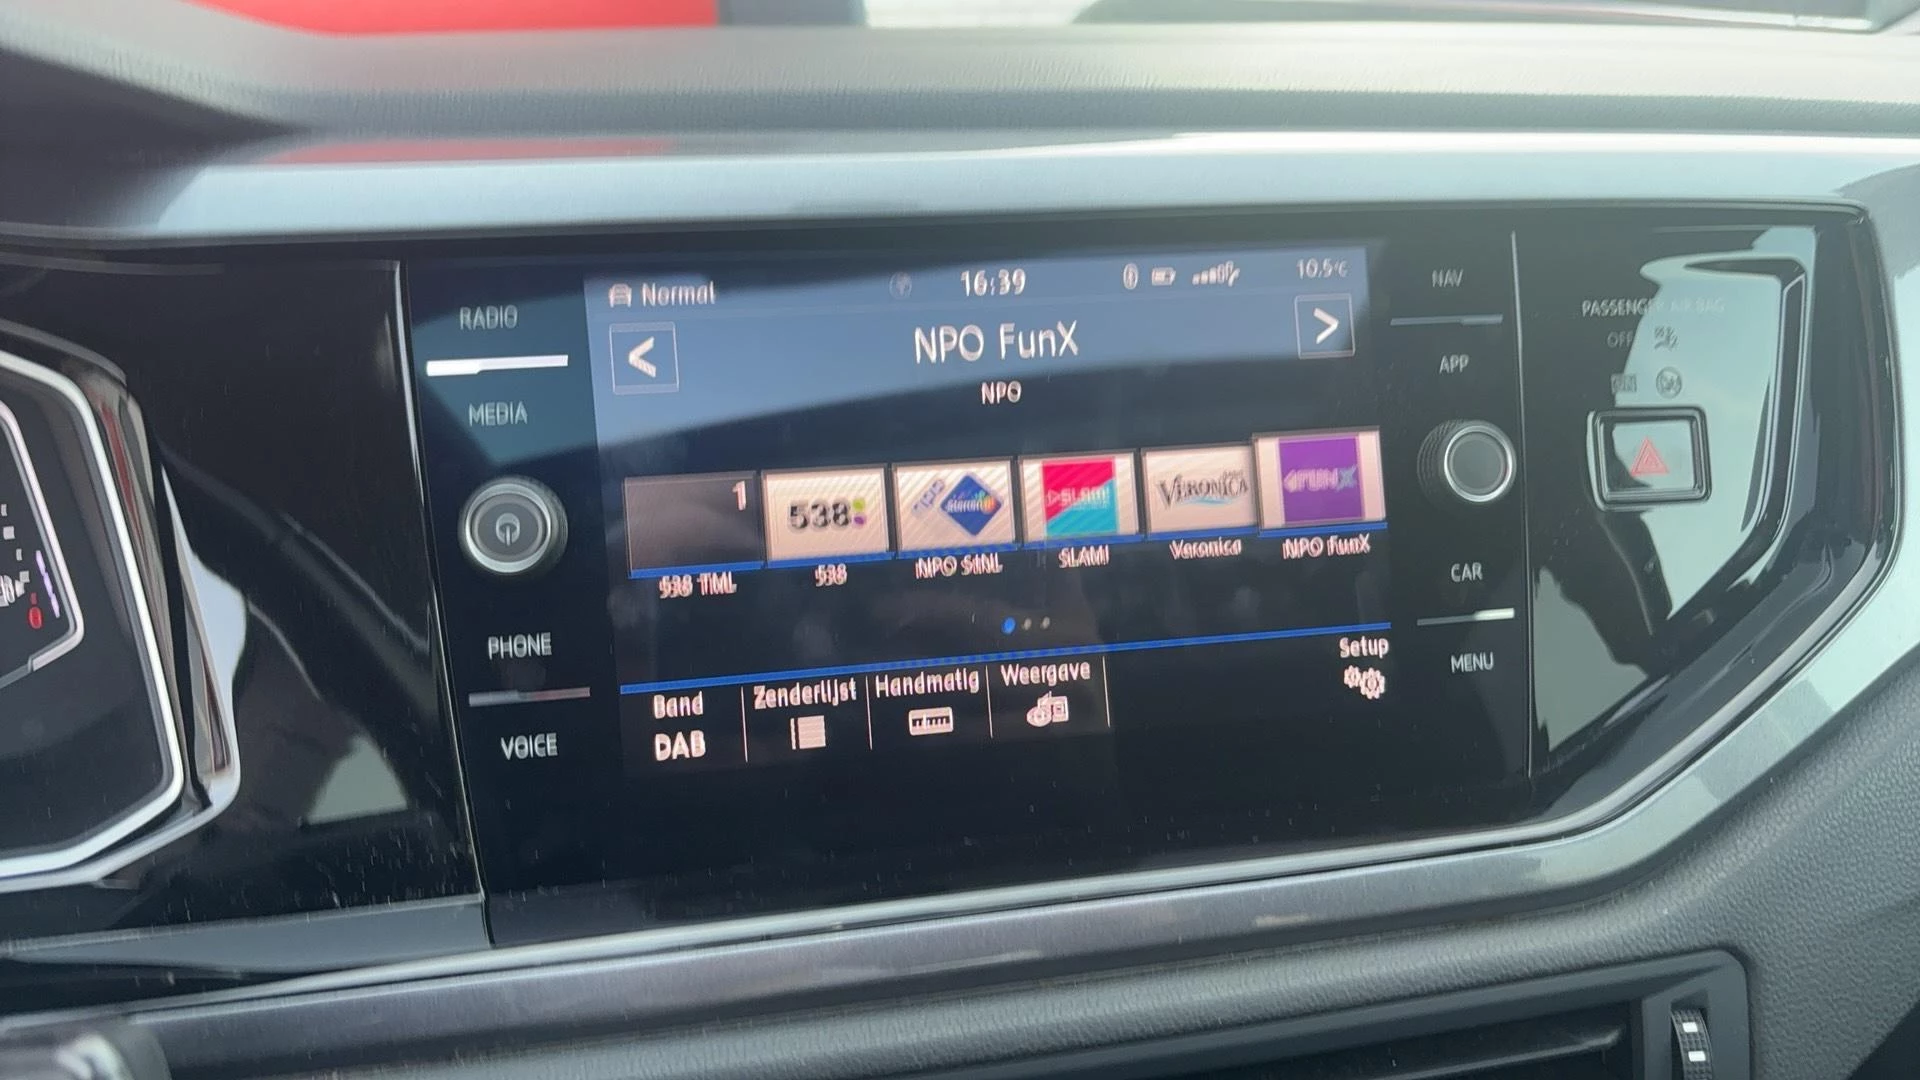 RADIO
MEDIA
PHONE
VOICE
Normal
16:39
10.5°C
<
NPO FunX
>
NPO
1
538
SLAM!
VERONICA
FUNX
538 TML
538
NPO StNL
SLAM!
Veronica
NPO FunX
Band
DAB
Zenderlijst
Handmatig
Weergave
Setup
NAV
APP
CAR
MENU
PASSENGER AIR BAG
OFF
ON